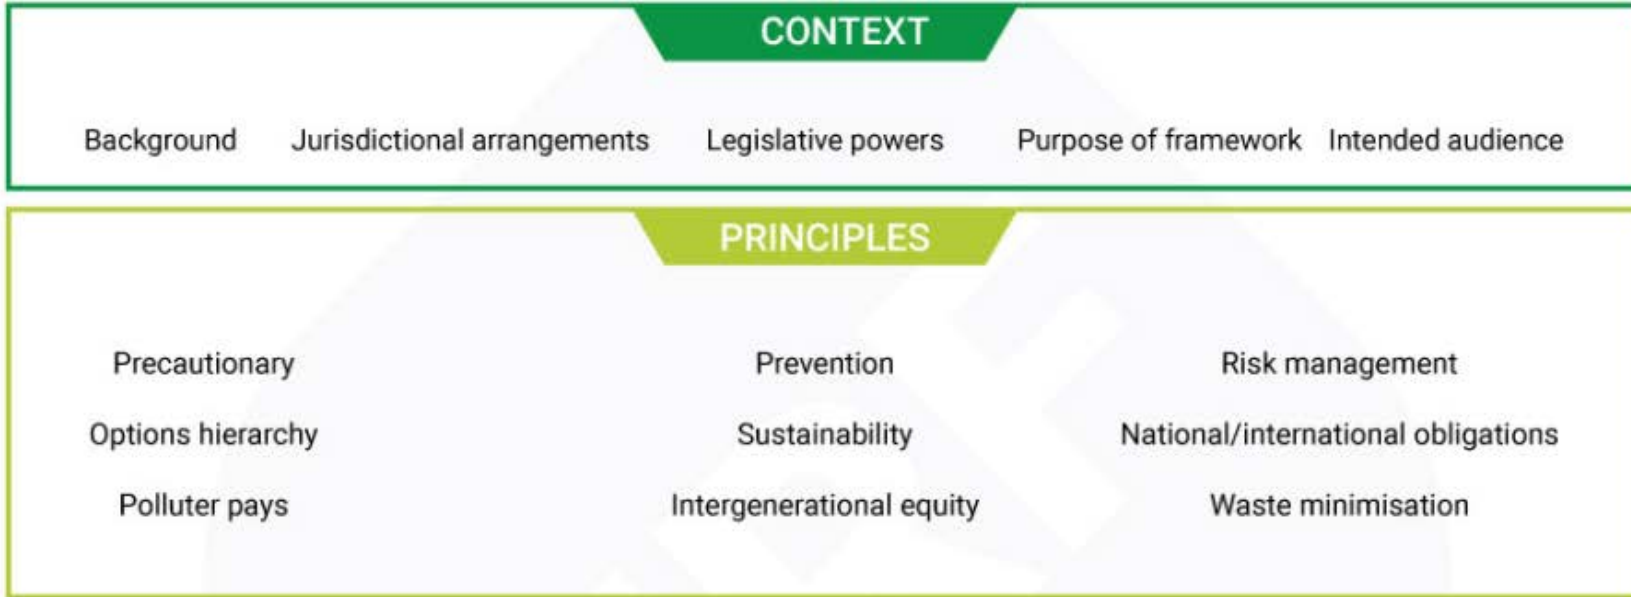 CONTEXT
Background Jurisdictional arrangements Legislative powers Purpose of framework Intended audience
PRINCIPLES
Precautionary Prevention Risk management
Options hierarchy Sustainability National/international obligations
Polluter pays Intergenerational equity Waste minimisation